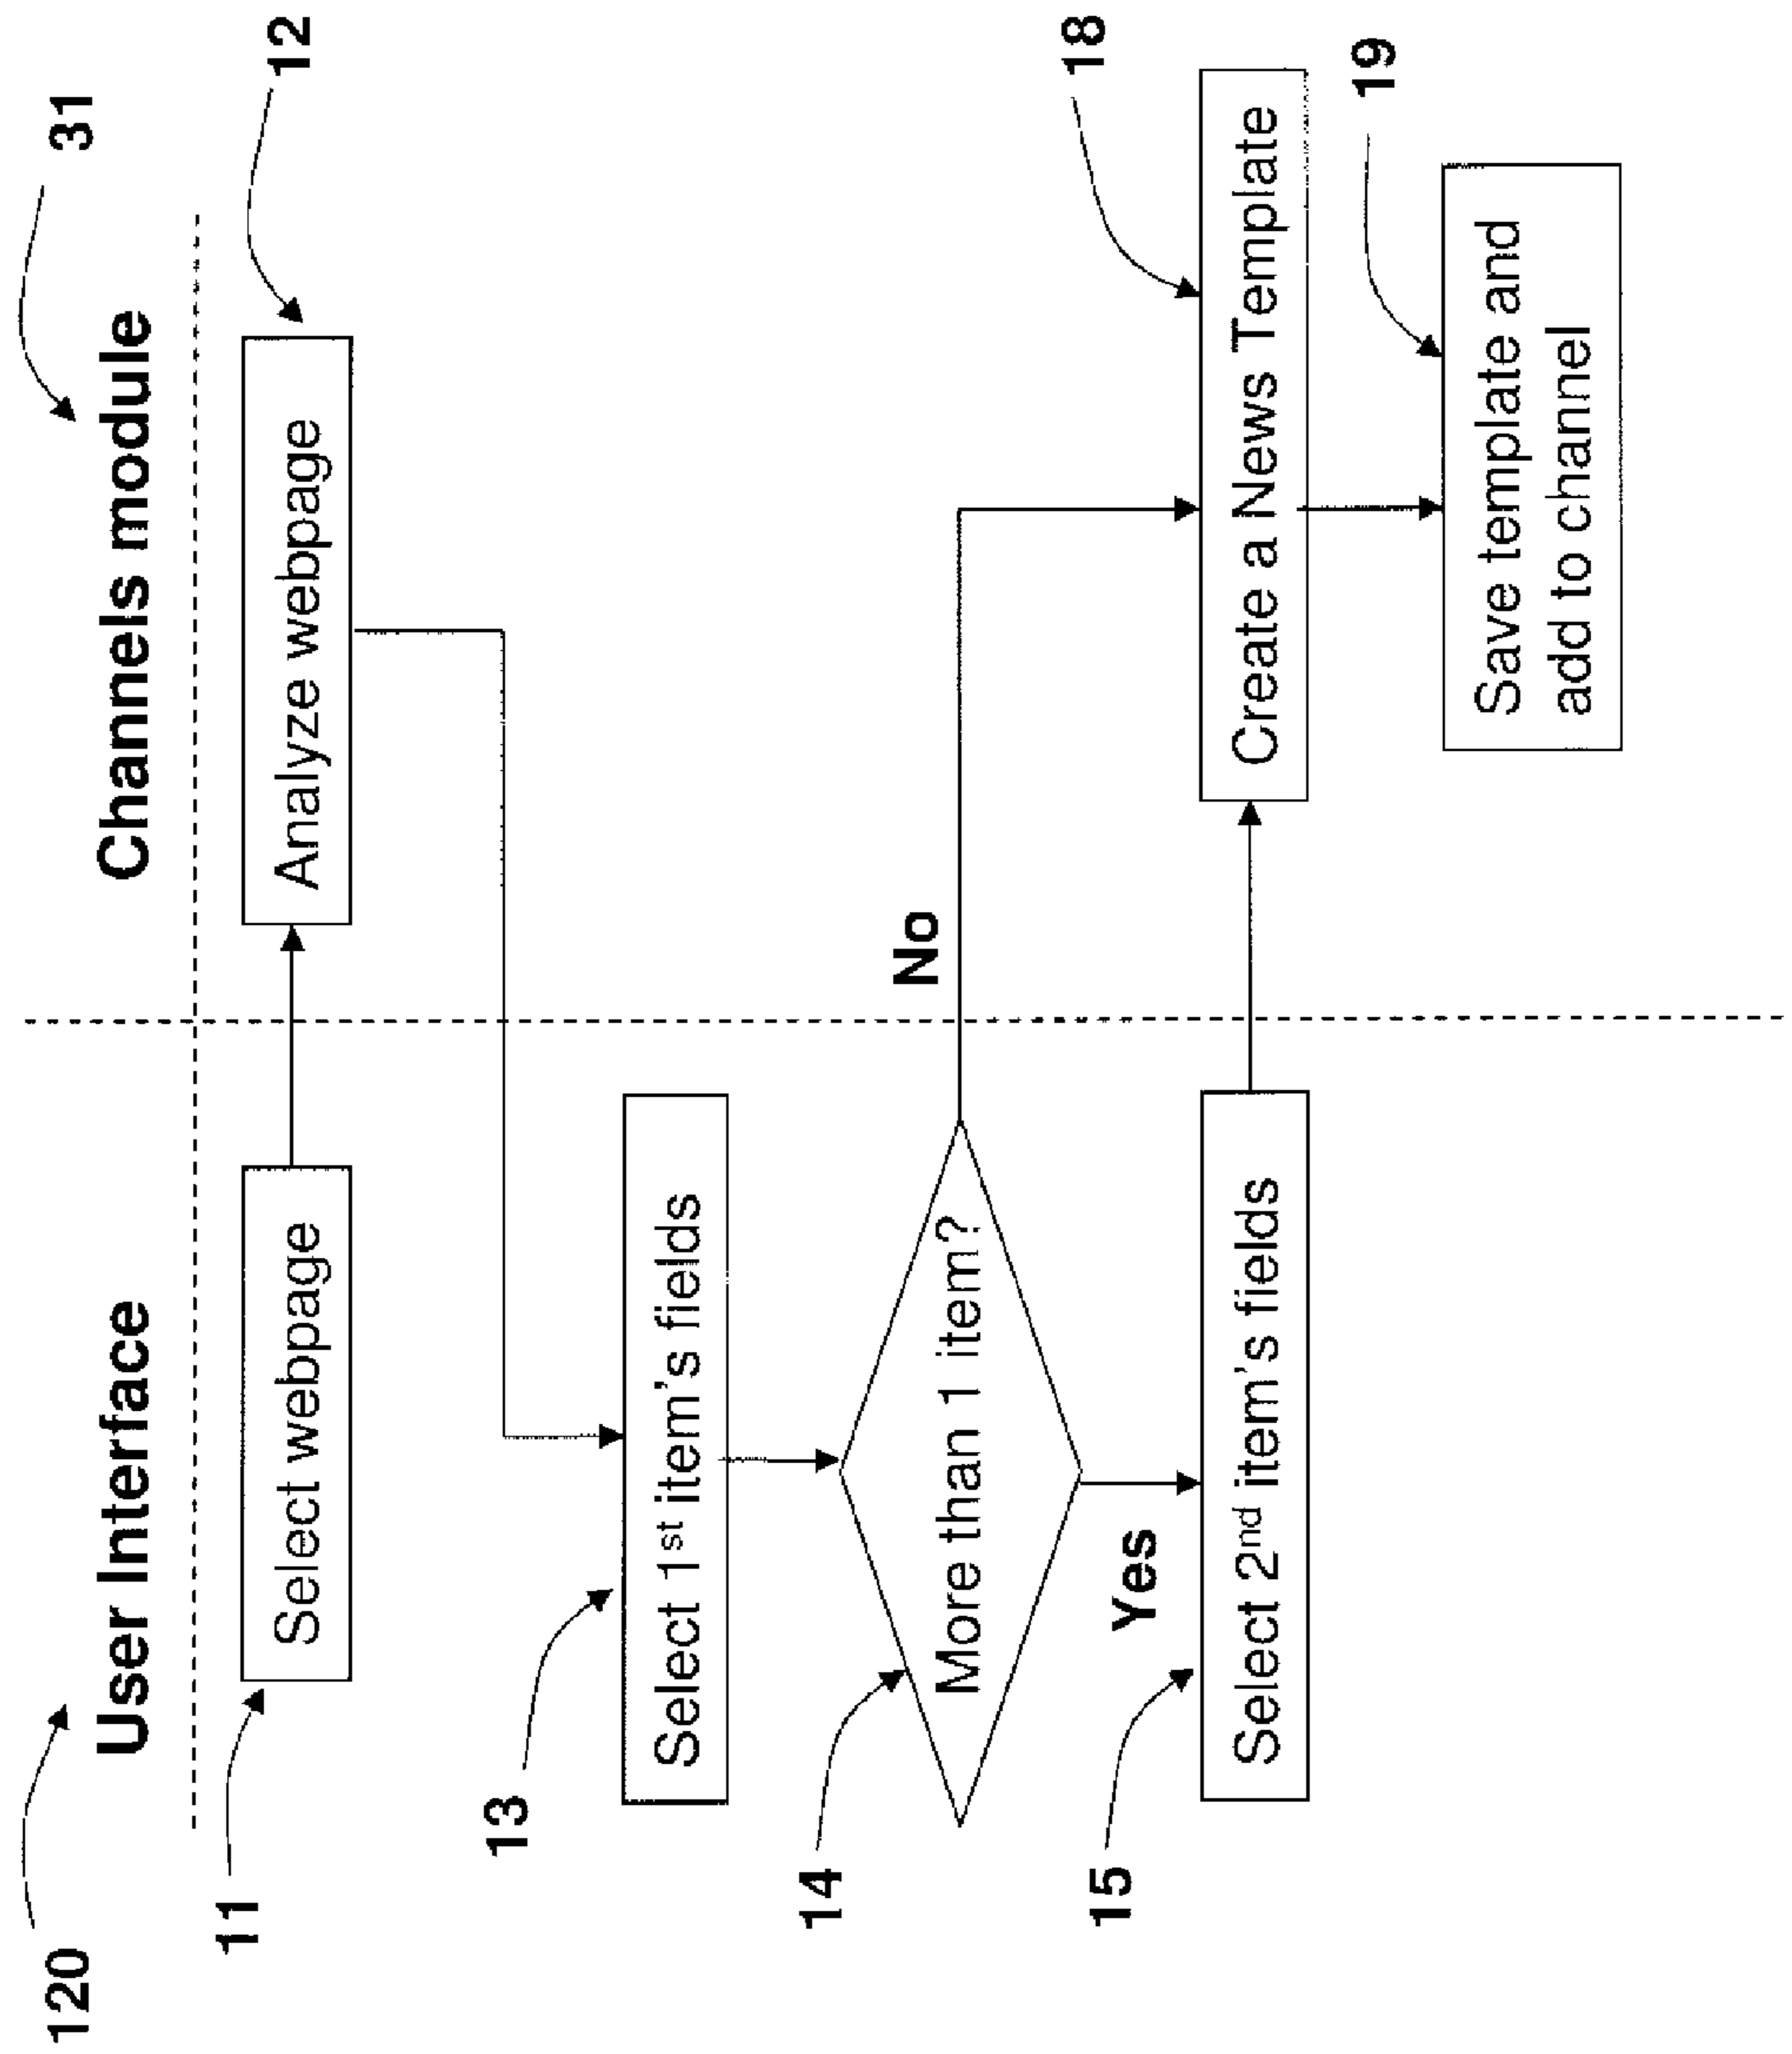 120
User Interface
Channels module
31
11
Select webpage
Analyze webpage
12
13
Select 1st item's fields
14
More than 1 item?
No
Yes
15
Select 2nd item's fields
Create a News Template
18
Save template and
add to channel
19